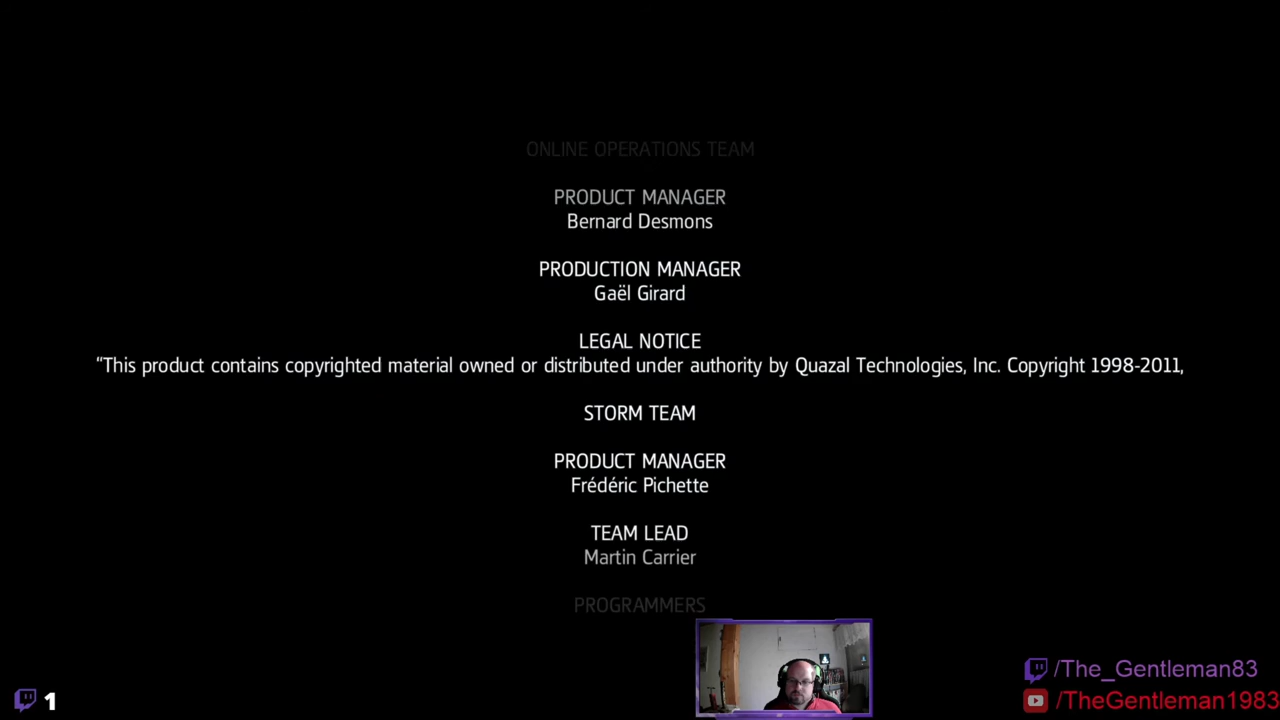 ONLINE OPERATIONS TEAM
PRODUCT MANAGER
Bernard Desmons
PRODUCTION MANAGER
Gaël Girard
LEGAL NOTICE
“This product contains copyrighted material owned or distributed under authority by Quazal Technologies, Inc. Copyright 1998-2011,
STORM TEAM
PRODUCT MANAGER
Frédéric Pichette
TEAM LEAD
Martin Carrier
PROGRAMMERS
/The_Gentleman83
/TheGentleman1983
1